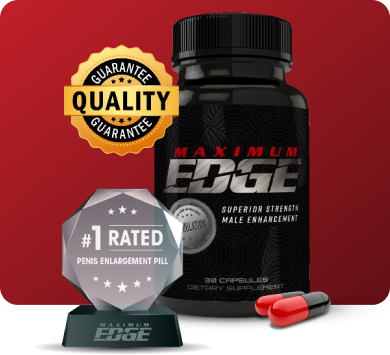 GUARANTEE
QUALITY
GUARANTEE
MAXIMUM
EDGE
SUPERIOR STRENGTH
MALE ENHANCEMENT
30 CAPSULES
DIETARY SUPPLEMENT
#1 RATED
PENIS ENLARGEMENT PILL
MAXIMUM
EDGE